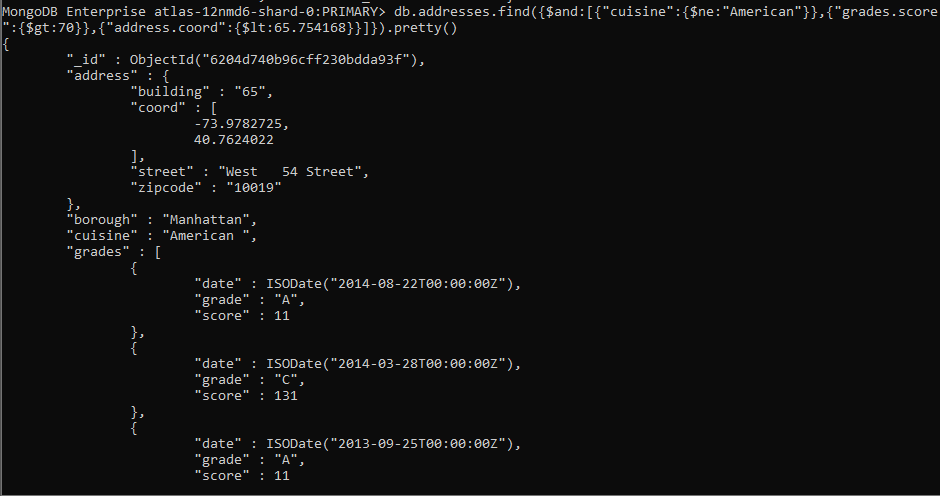 MongoDB Enterprise atlas-12nmd6-shard-0:PRIMARY> db.addresses.find({$and:[{"cuisine":{$ne:"American"}},{"grades.score
":{$gt:70}},{"address.coord":{$lt:65.754168}}]}).pretty()
{
        "_id" : ObjectId("6204d740b96cff230bdda93f"),
        "address" : {
                "building" : "65",
                "coord" : [
                        -73.9782725,
                        40.7624022
                ],
                "street" : "West   54 Street",
                "zipcode" : "10019"
        },
        "borough" : "Manhattan",
        "cuisine" : "American ",
        "grades" : [
                {
                        "date" : ISODate("2014-08-22T00:00:00Z"),
                        "grade" : "A",
                        "score" : 11
                },
                {
                        "date" : ISODate("2014-03-28T00:00:00Z"),
                        "grade" : "C",
                        "score" : 131
                },
                {
                        "date" : ISODate("2013-09-25T00:00:00Z"),
                        "grade" : "A",
                        "score" : 11